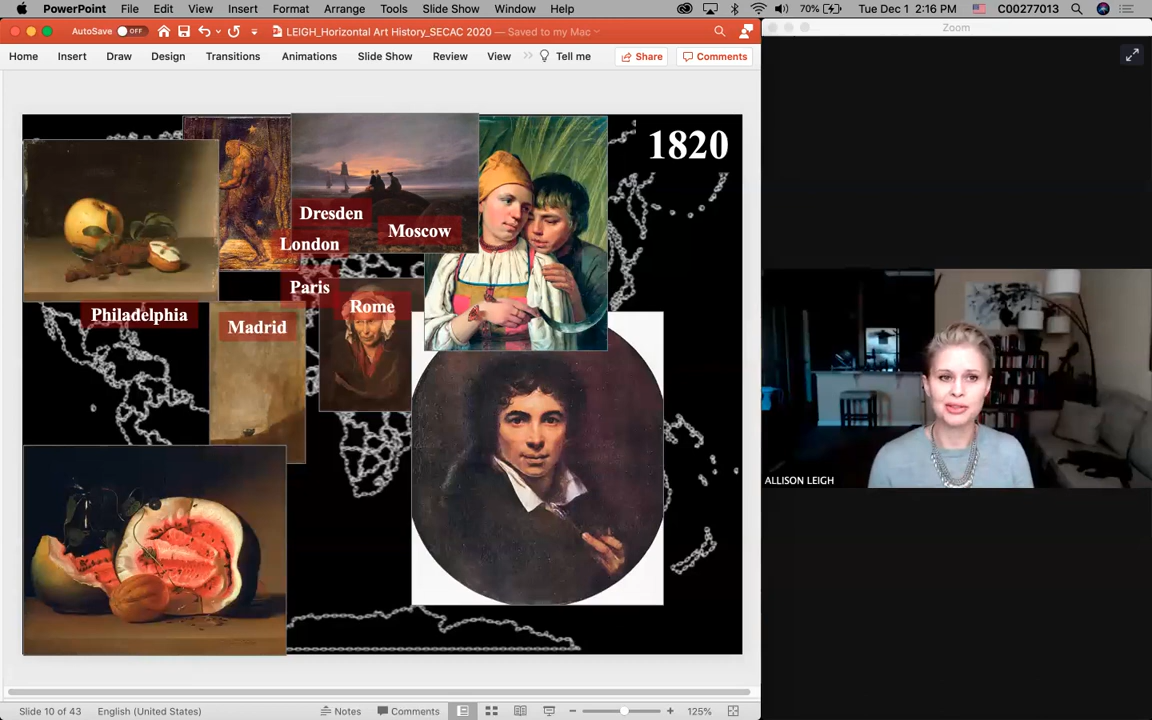 PowerPoint File Edit View Insert Format Arrange Tools Slide Show Window Help 70% Tue Dec 1 2:16 PM C00277013
AutoSave OFF LEIGH_Horizontal Art History_SECAC 2020 — Saved to my Mac
Zoom
Home Insert Draw Design Transitions Animations Slide Show Review View Tell me Share Comments
1820
Dresden
Moscow
London
Paris
Rome
Philadelphia
Madrid
ALLISON LEIGH
Slide 10 of 43 English (United States) Notes Comments 125%